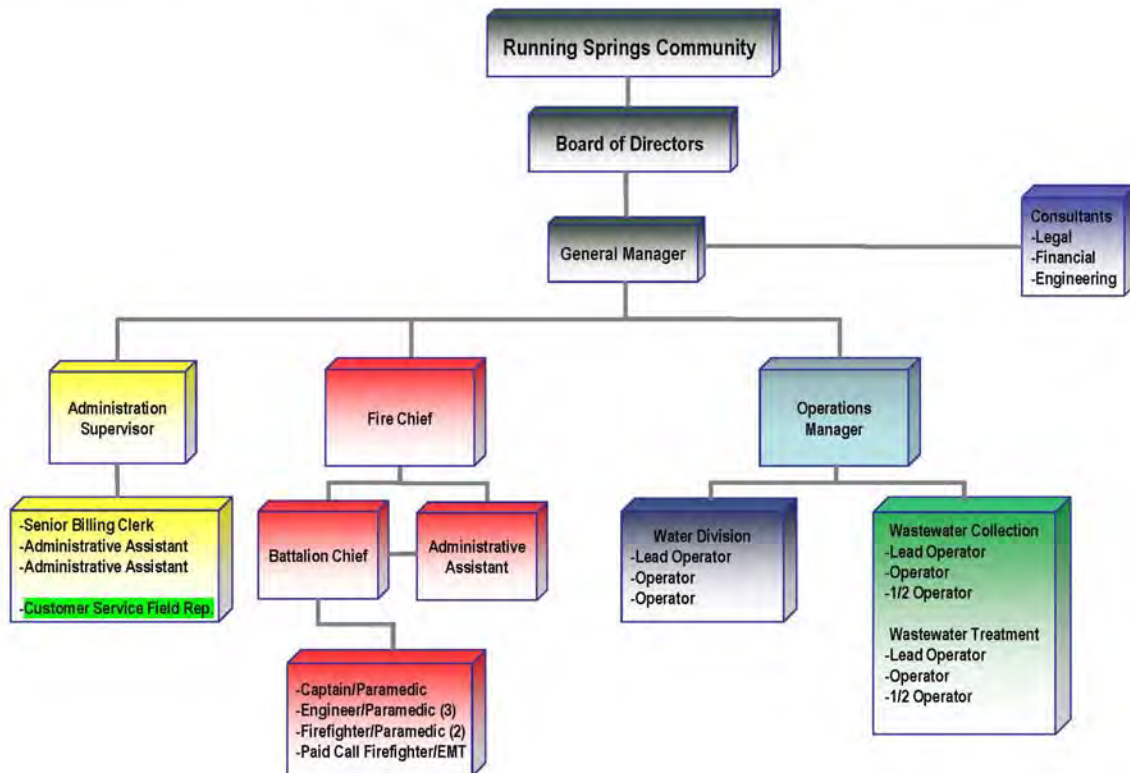 Running Springs Community
Board of Directors
General Manager
Consultants
-Legal
-Financial
-Engineering
Administration
Supervisor
Fire Chief
Operations
Manager
-Senior Billing Clerk
-Administrative Assistant
-Administrative Assistant
-Customer Service Field Rep.
Battalion Chief
Administrative
Assistant
Water Division
-Lead Operator
-Operator
-Operator
Wastewater Collection
-Lead Operator
-Operator
-1/2 Operator
Wastewater Treatment
-Lead Operator
-Operator
-1/2 Operator
-Captain/Paramedic
-Engineer/Paramedic (3)
-Firefighter/Paramedic (2)
-Paid Call Firefighter/EMT